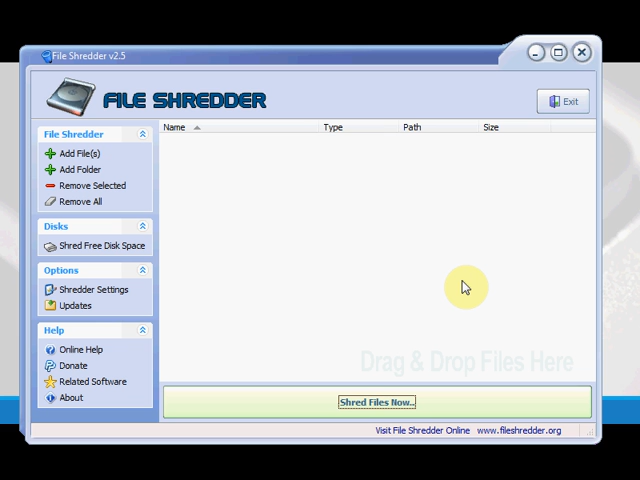 File Shredder v2.5
FILE SHREDDER
Exit
File Shredder
Add File(s)
Add Folder
Remove Selected
Remove All
Disks
Shred Free Disk Space
Options
Shredder Settings
Updates
Help
Online Help
Donate
Related Software
About
Name Type Path Size
Drag & Drop Files Here
Shred Files Now..
Visit File Shredder Online www.fileshredder.org